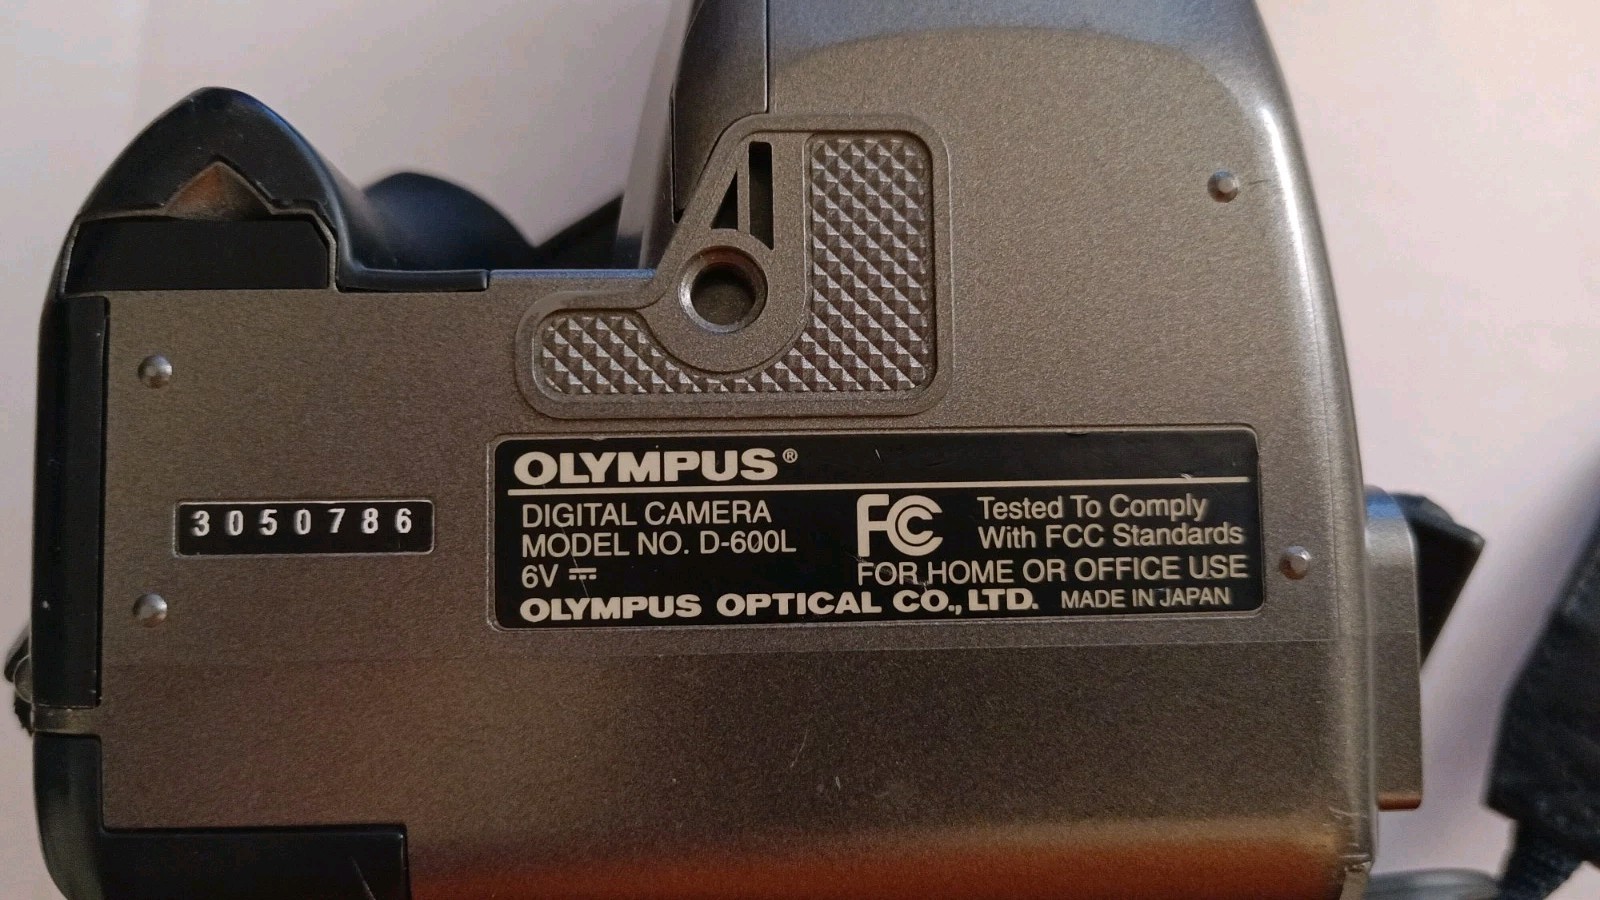 3050786
OLYMPUS®
DIGITAL CAMERA
MODEL NO. D-600L
6V ⎓
FC Tested To Comply
With FCC Standards
FOR HOME OR OFFICE USE
OLYMPUS OPTICAL CO., LTD. MADE IN JAPAN